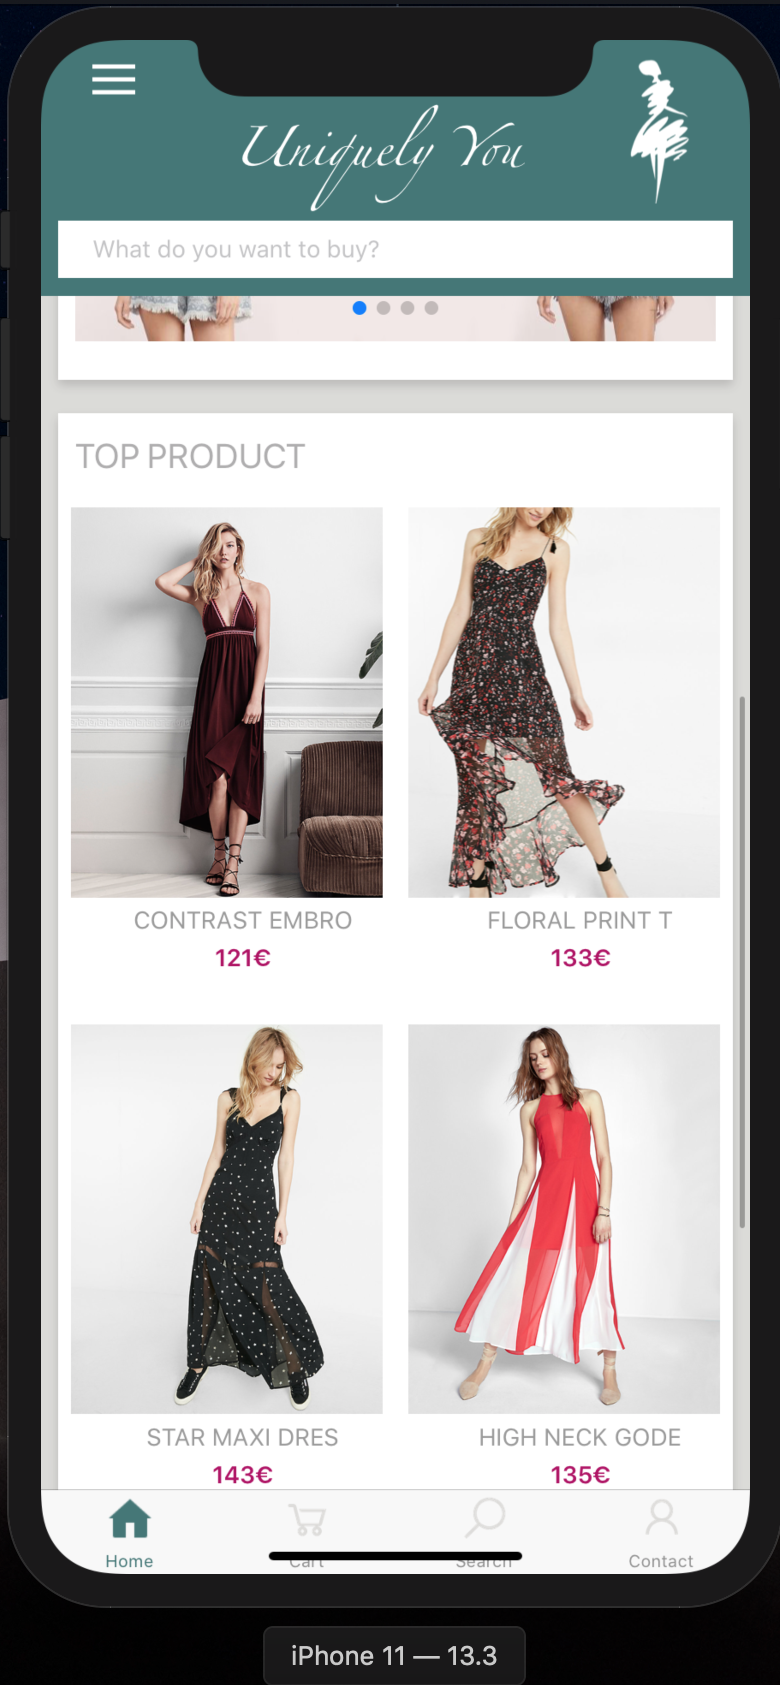 Uniquely You
What do you want to buy?
TOP PRODUCT
CONTRAST EMBRO
121€
FLORAL PRINT T
133€
STAR MAXI DRES
143€
HIGH NECK GODE
135€
Home
Cart
Search
Contact
iPhone 11 — 13.3